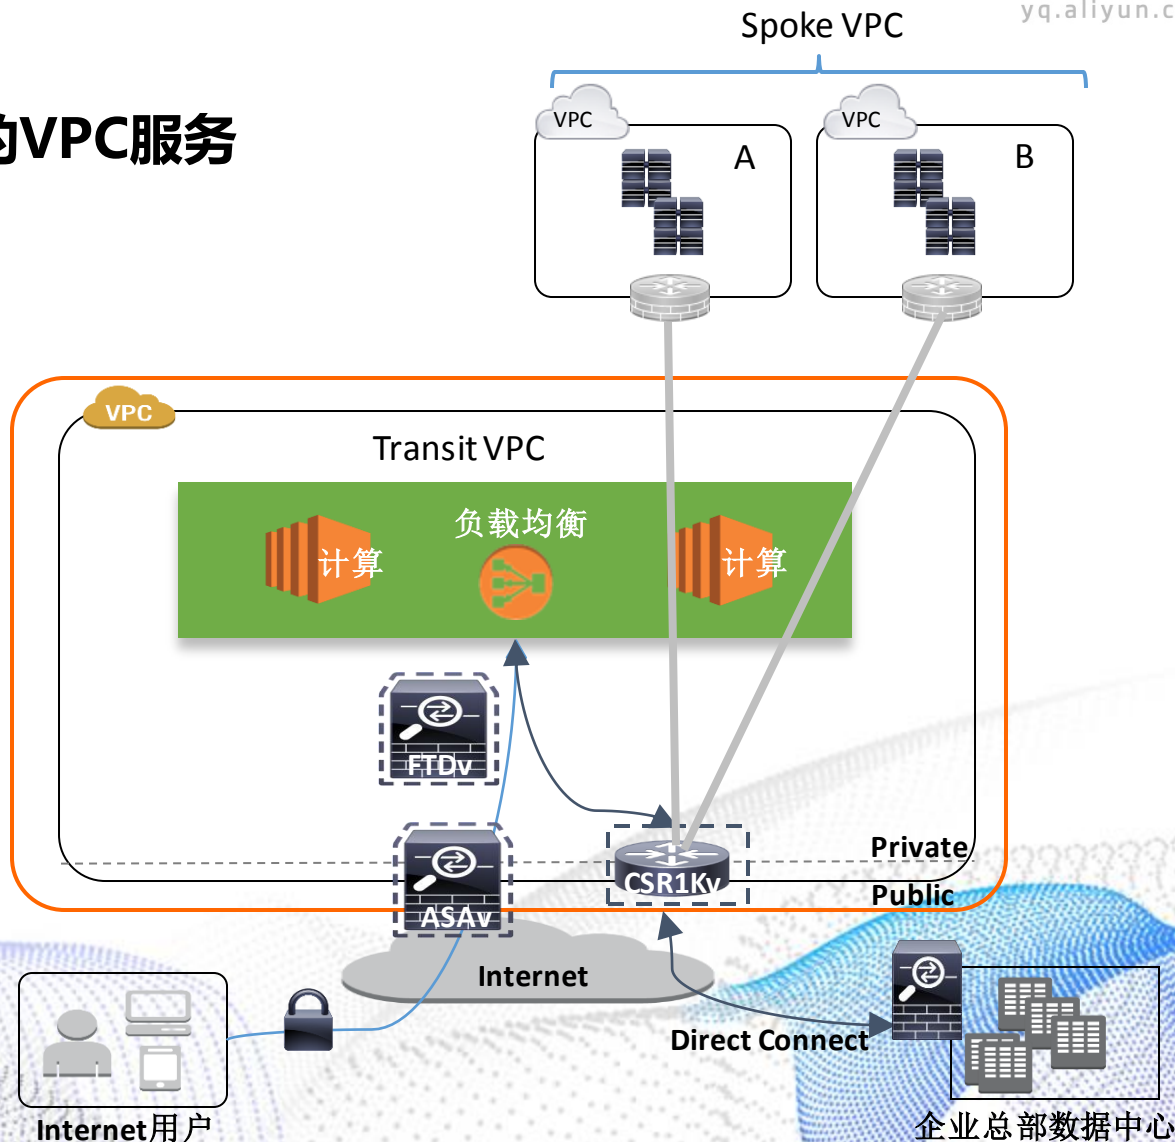 yq.aliyun.c
Spoke VPC
的VPC服务
VPC
A
VPC
B
VPC
Transit VPC
负载均衡
计算
计算
FTDv
Private
CSR1Kv
Public
ASAv
Internet
Direct Connect
Internet用户
企业总部数据中心